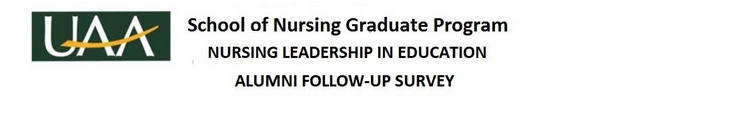 UAA
School of Nursing Graduate Program
NURSING LEADERSHIP IN EDUCATION
ALUMNI FOLLOW-UP SURVEY